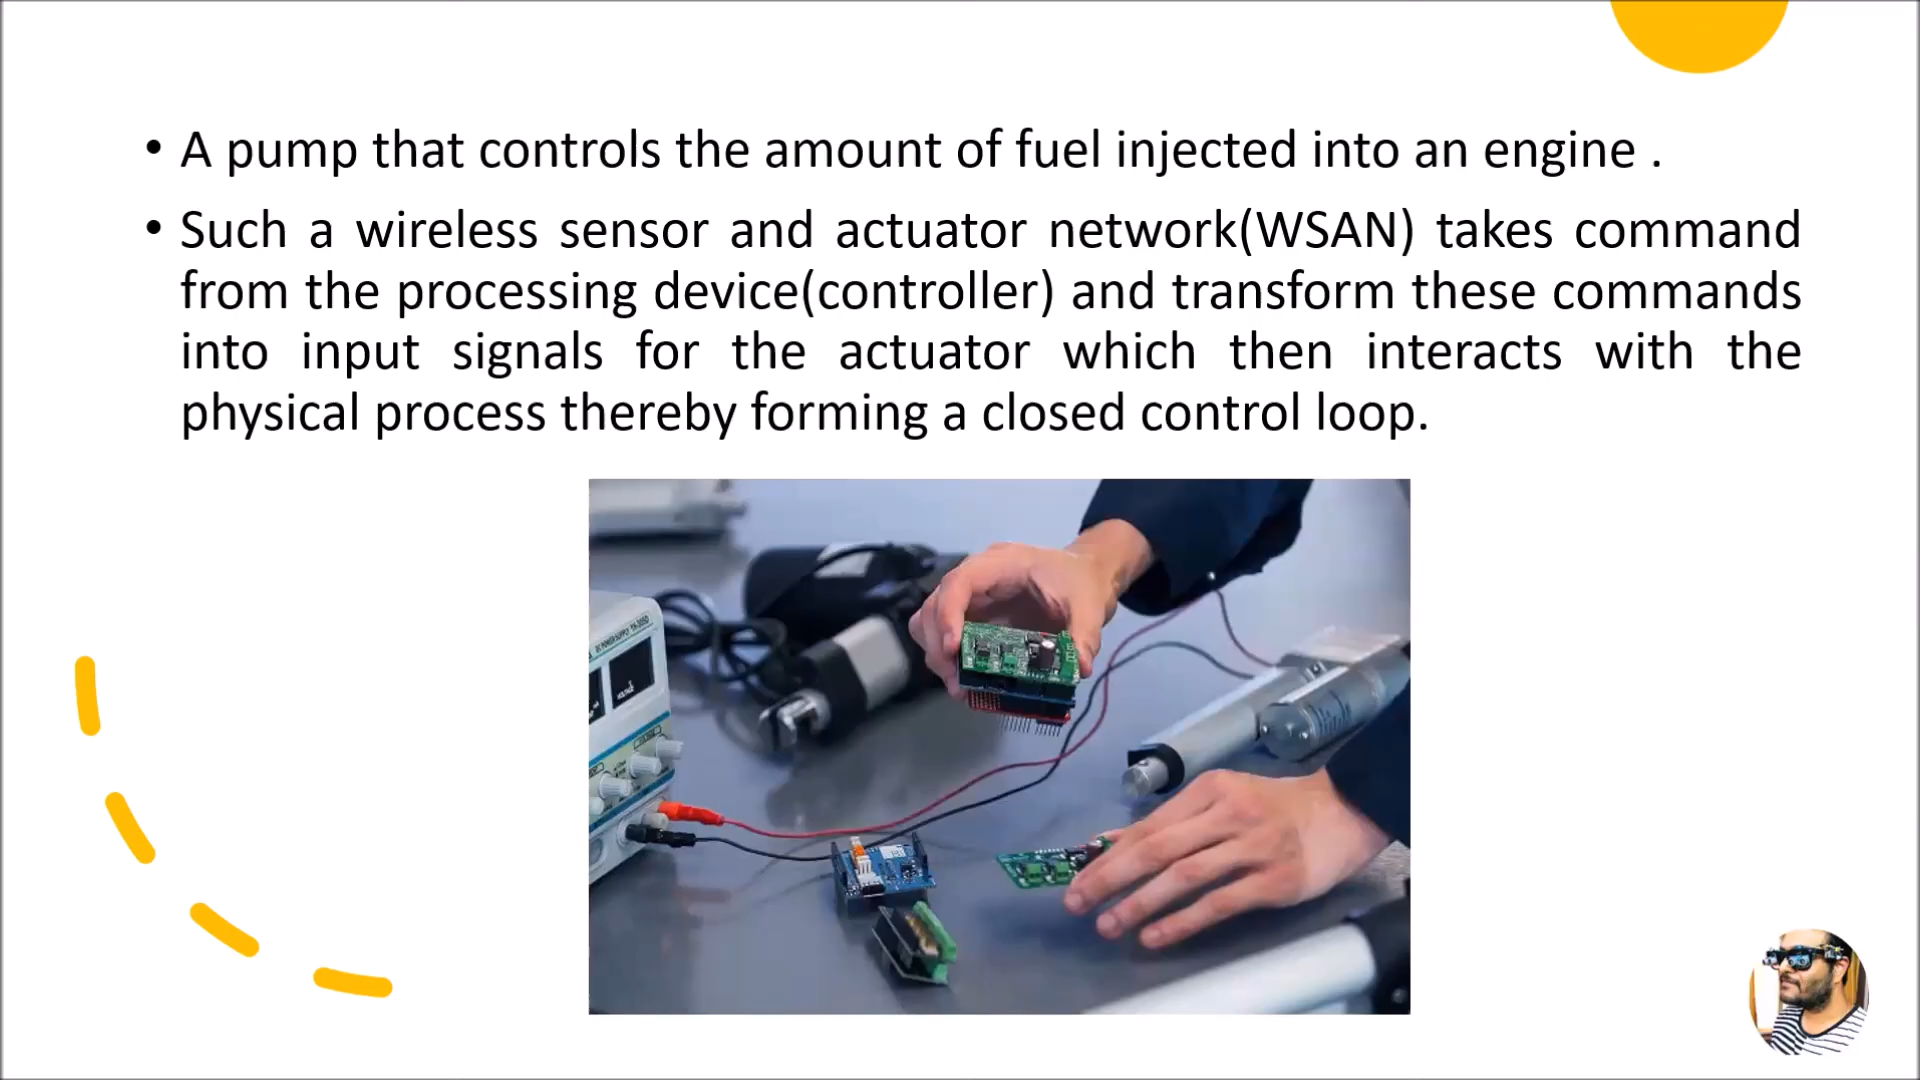 • A pump that controls the amount of fuel injected into an engine .
• Such a wireless sensor and actuator network(WSAN) takes command
from the processing device(controller) and transform these commands
into input signals for the actuator which then interacts with the
physical process thereby forming a closed control loop.
VOLTAGE